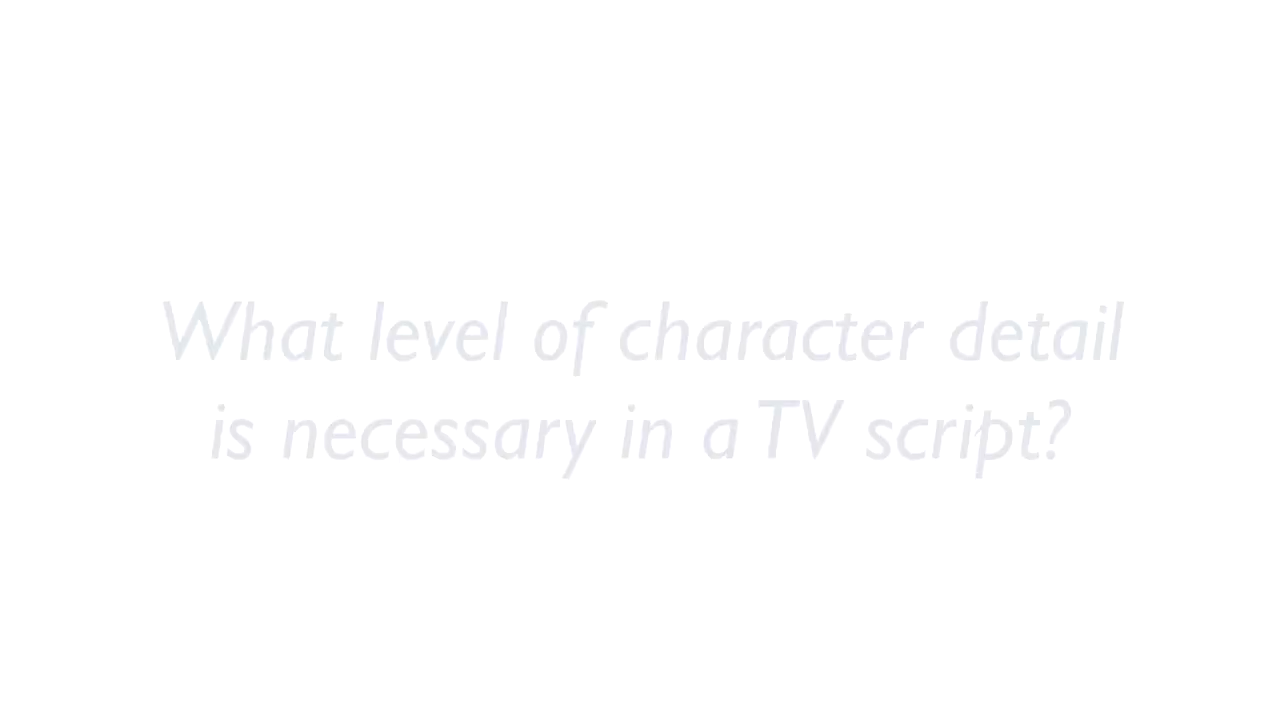 What level of character detail
is necessary in a TV script?